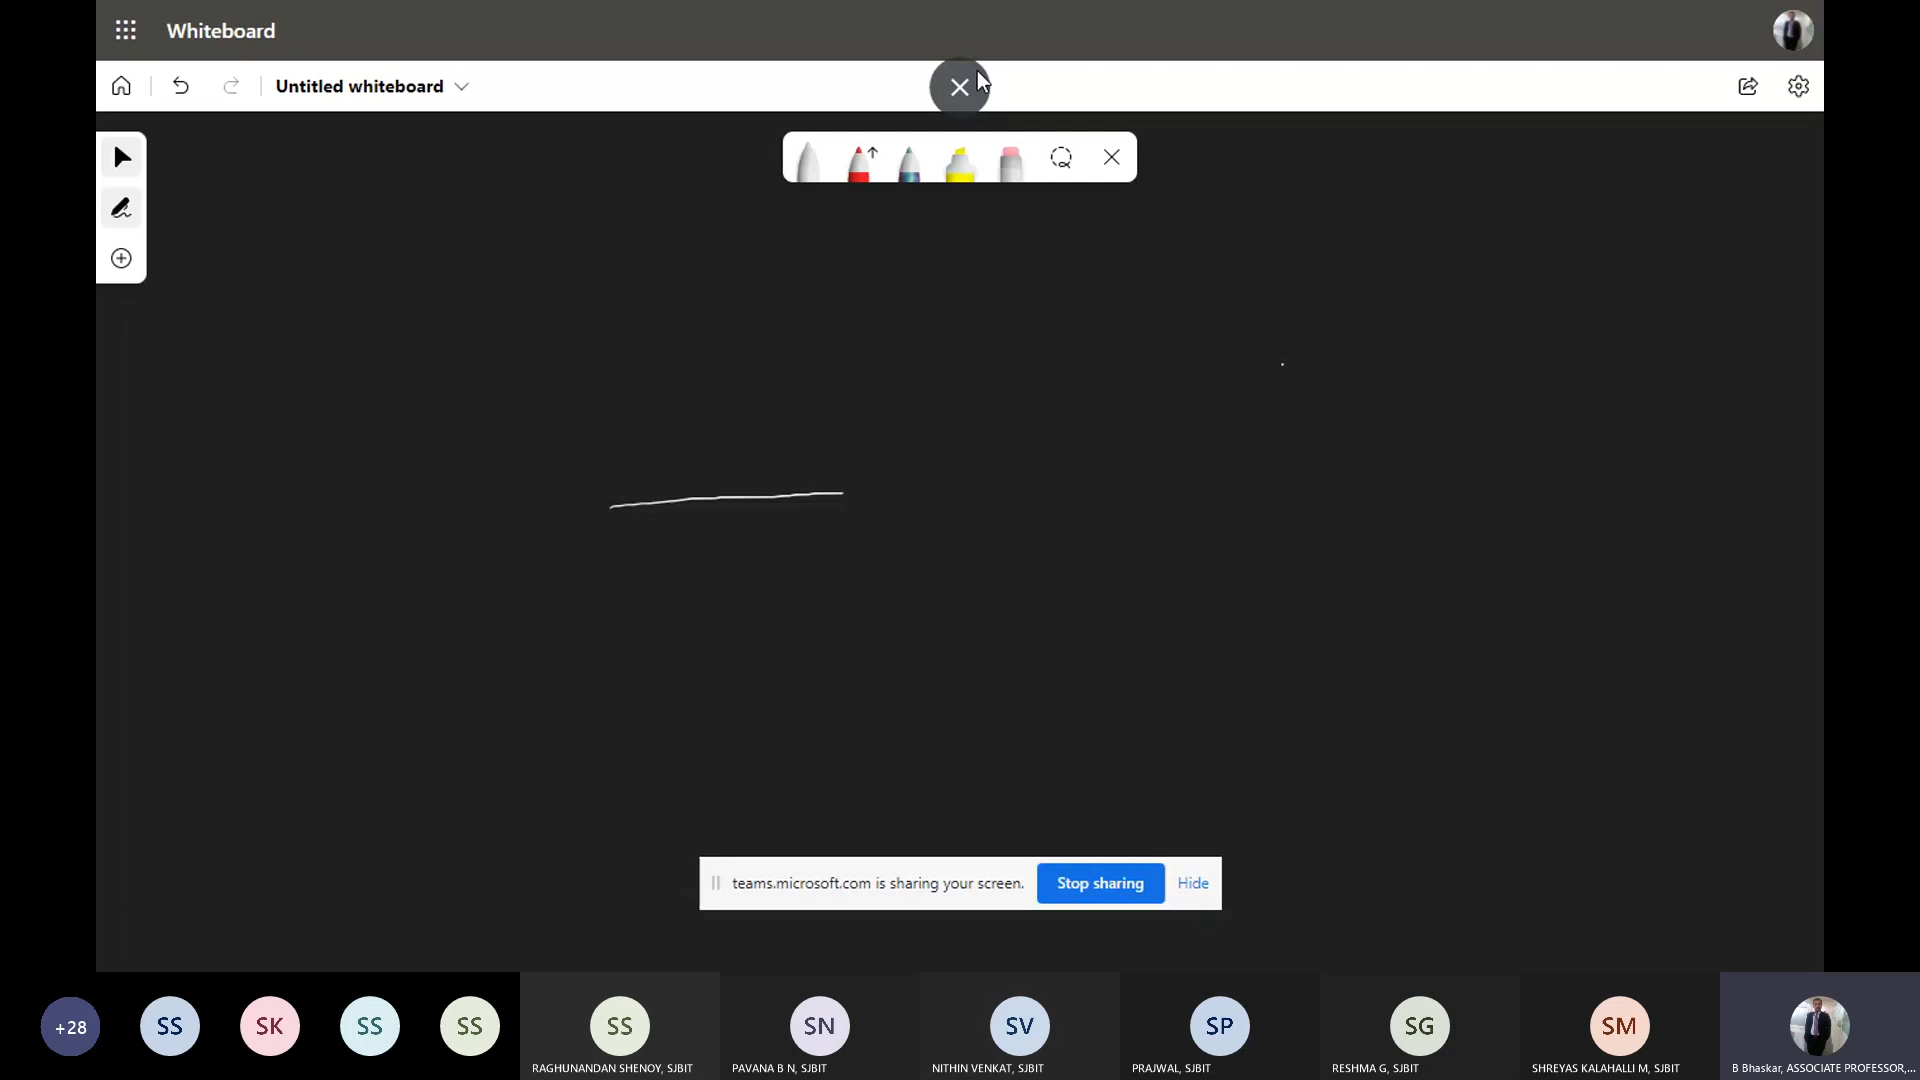 Whiteboard
Untitled whiteboard
teams.microsoft.com is sharing your screen. Stop sharing Hide
+28 SS SK SS SS SS SN SV SP SG SM
RAGHUNANDAN SHENOY, SJBIT PAVANA B N, SJBIT NITHIN VENKAT, SJBIT PRAJWAL, SJBIT RESHMA G, SJBIT SHREYAS KALAHALLI M, SJBIT B Bhaskar, ASSOCIATE PROFESSOR,...